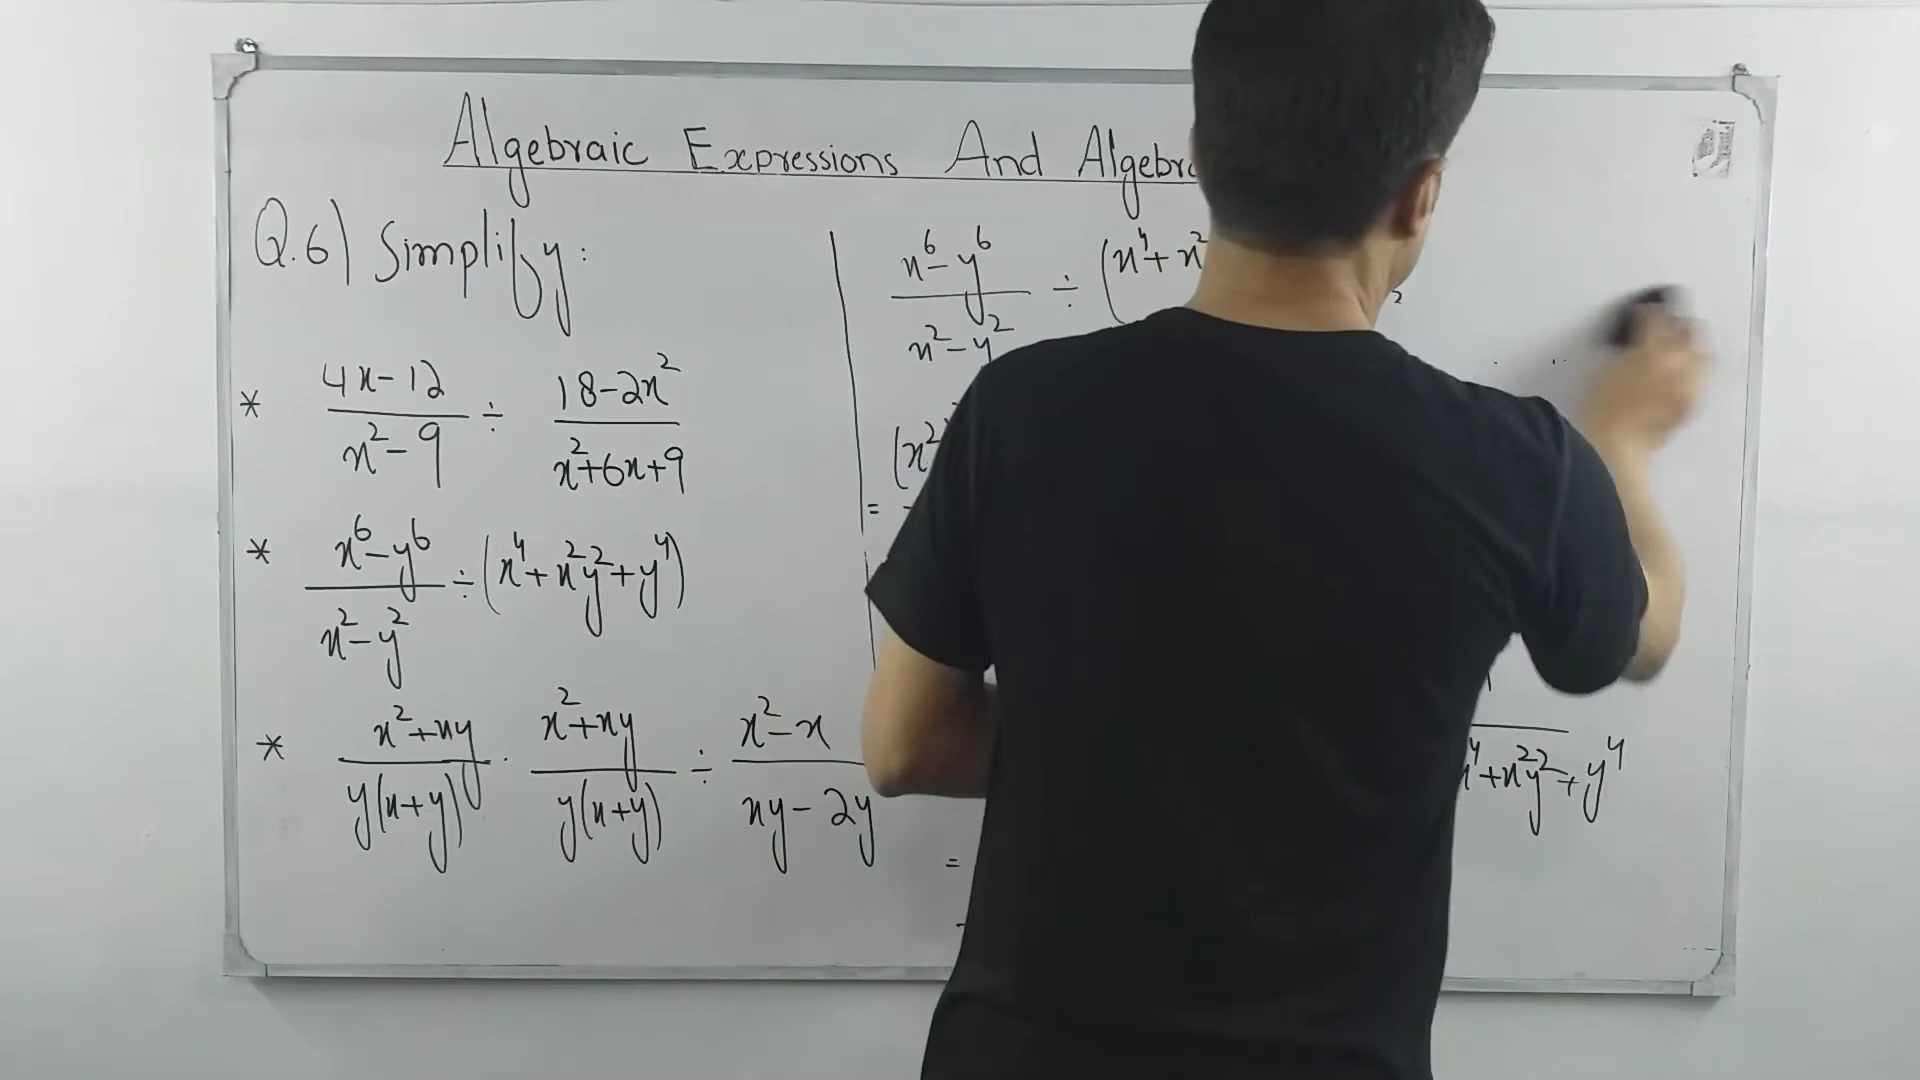 Algebraic Expressions And
Q.6) Simplify:
* 4x-12 / x²-9 ÷ 18-2x² / x²+6x+9
* x⁶-y⁶ / x²-y² ÷ (x⁴+x²y²+y⁴)
* x²+xy / y(x+y) · x²+xy / y(x+y) ÷ x²-x / xy-2y
x⁶-y⁶ / x²-y² ÷ (x⁴+x²
(x²
=
x⁴+x²y²+y⁴
=